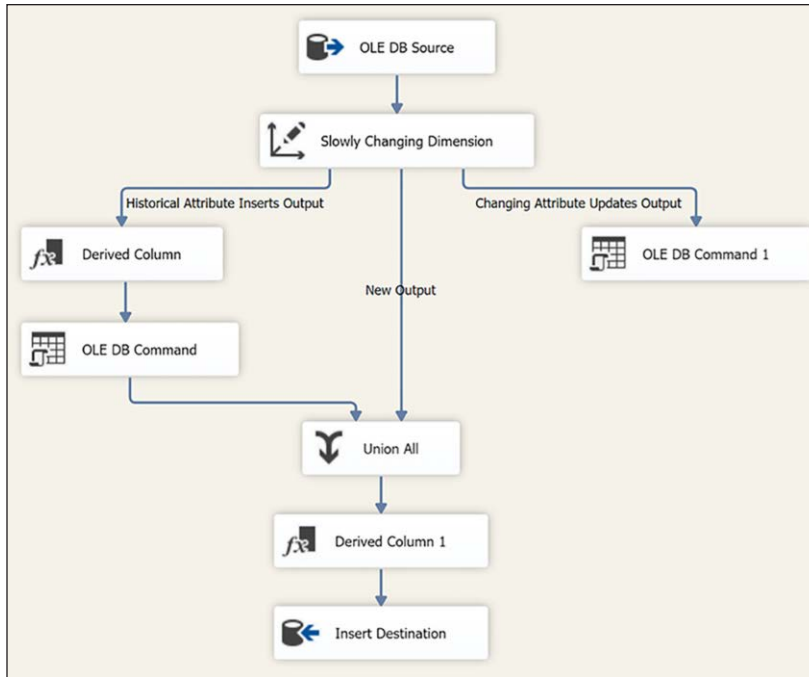 OLE DB Source
Slowly Changing Dimension
Historical Attribute Inserts Output
Changing Attribute Updates Output
Derived Column
OLE DB Command 1
New Output
OLE DB Command
Union All
Derived Column 1
Insert Destination